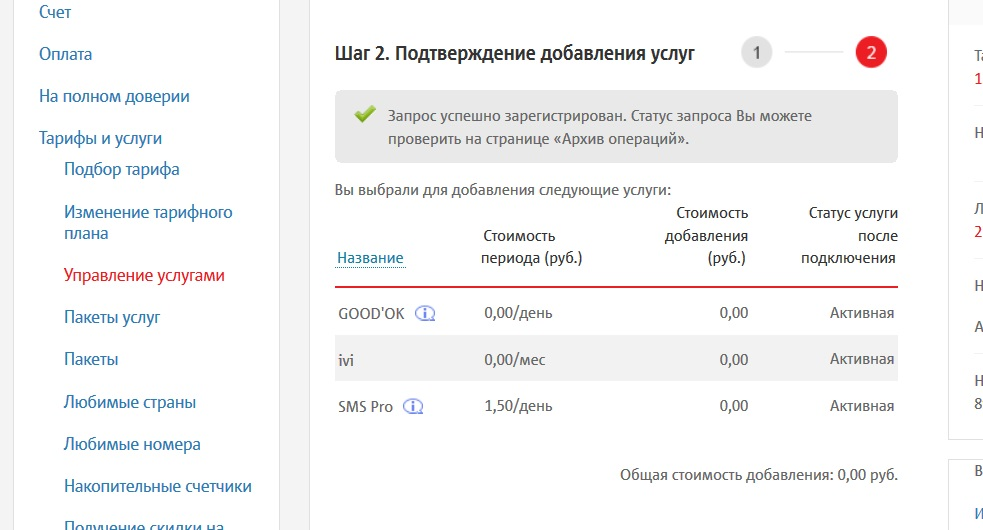 Счет
Оплата
На полном доверии
Тарифы и услуги
Подбор тарифа
Изменение тарифного
плана
Управление услугами
Пакеты услуг
Пакеты
Любимые страны
Любимые номера
Накопительные счетчики
Получение скидки на
Шаг 2. Подтверждение добавления услуг
1
2
Запрос успешно зарегистрирован. Статус запроса Вы можете
проверить на странице «Архив операций».
Вы выбрали для добавления следующие услуги:
Название
Стоимость
периода (руб.)
Стоимость
добавления
(руб.)
Статус услуги
после
подключения
GOOD'OK 0,00/день 0,00 Активная
ivi 0,00/мес 0,00 Активная
SMS Pro 1,50/день 0,00 Активная
Общая стоимость добавления: 0,00 руб.